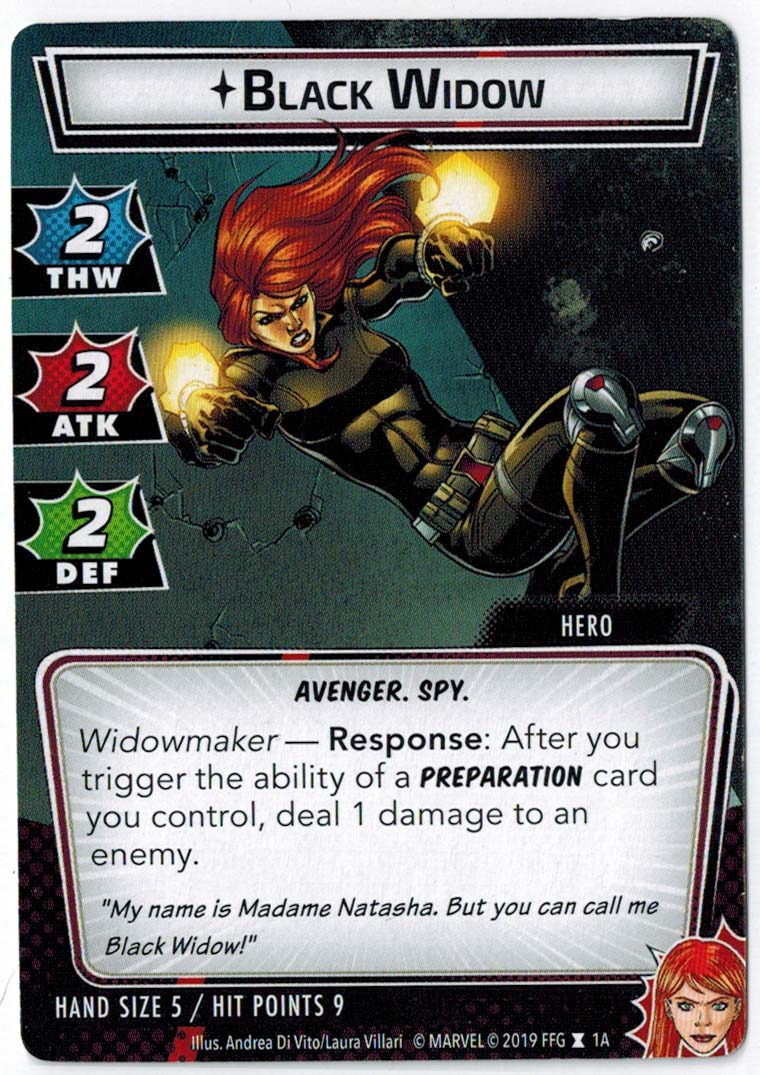 BLACK WIDOW
2
THW
2
ATK
2
DEF
HERO
AVENGER. SPY.
Widowmaker — Response: After you
trigger the ability of a PREPARATION card
you control, deal 1 damage to an
enemy.
"My name is Madame Natasha. But you can call me
Black Widow!"
HAND SIZE 5 / HIT POINTS 9
Illus. Andrea Di Vito/Laura Villari © MARVEL © 2019 FFG 1A